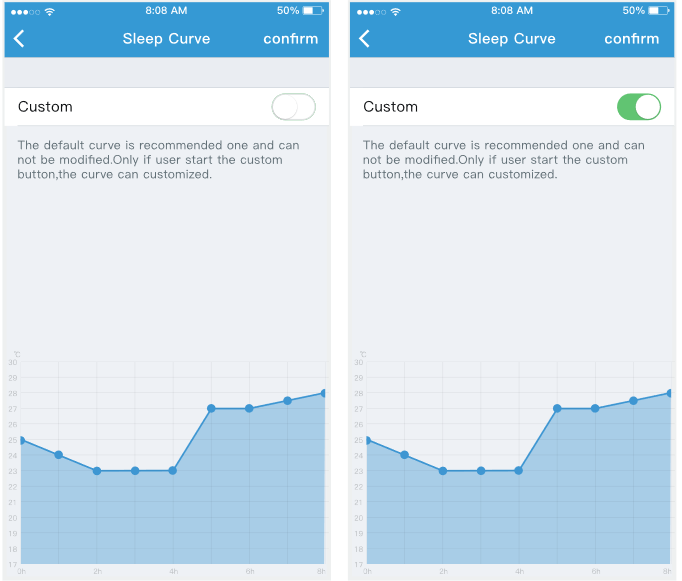 8:08 AM 50%
Sleep Curve confirm
Custom
The default curve is recommended one and can
not be modified.Only if user start the custom
button,the curve can customized.
℃
30
29
28
27
26
25
24
23
22
21
20
19
18
17
0h 2h 4h 6h 8h
8:08 AM 50%
Sleep Curve confirm
Custom
The default curve is recommended one and can
not be modified.Only if user start the custom
button,the curve can customized.
℃
30
29
28
27
26
25
24
23
22
21
20
19
18
17
0h 2h 4h 6h 8h